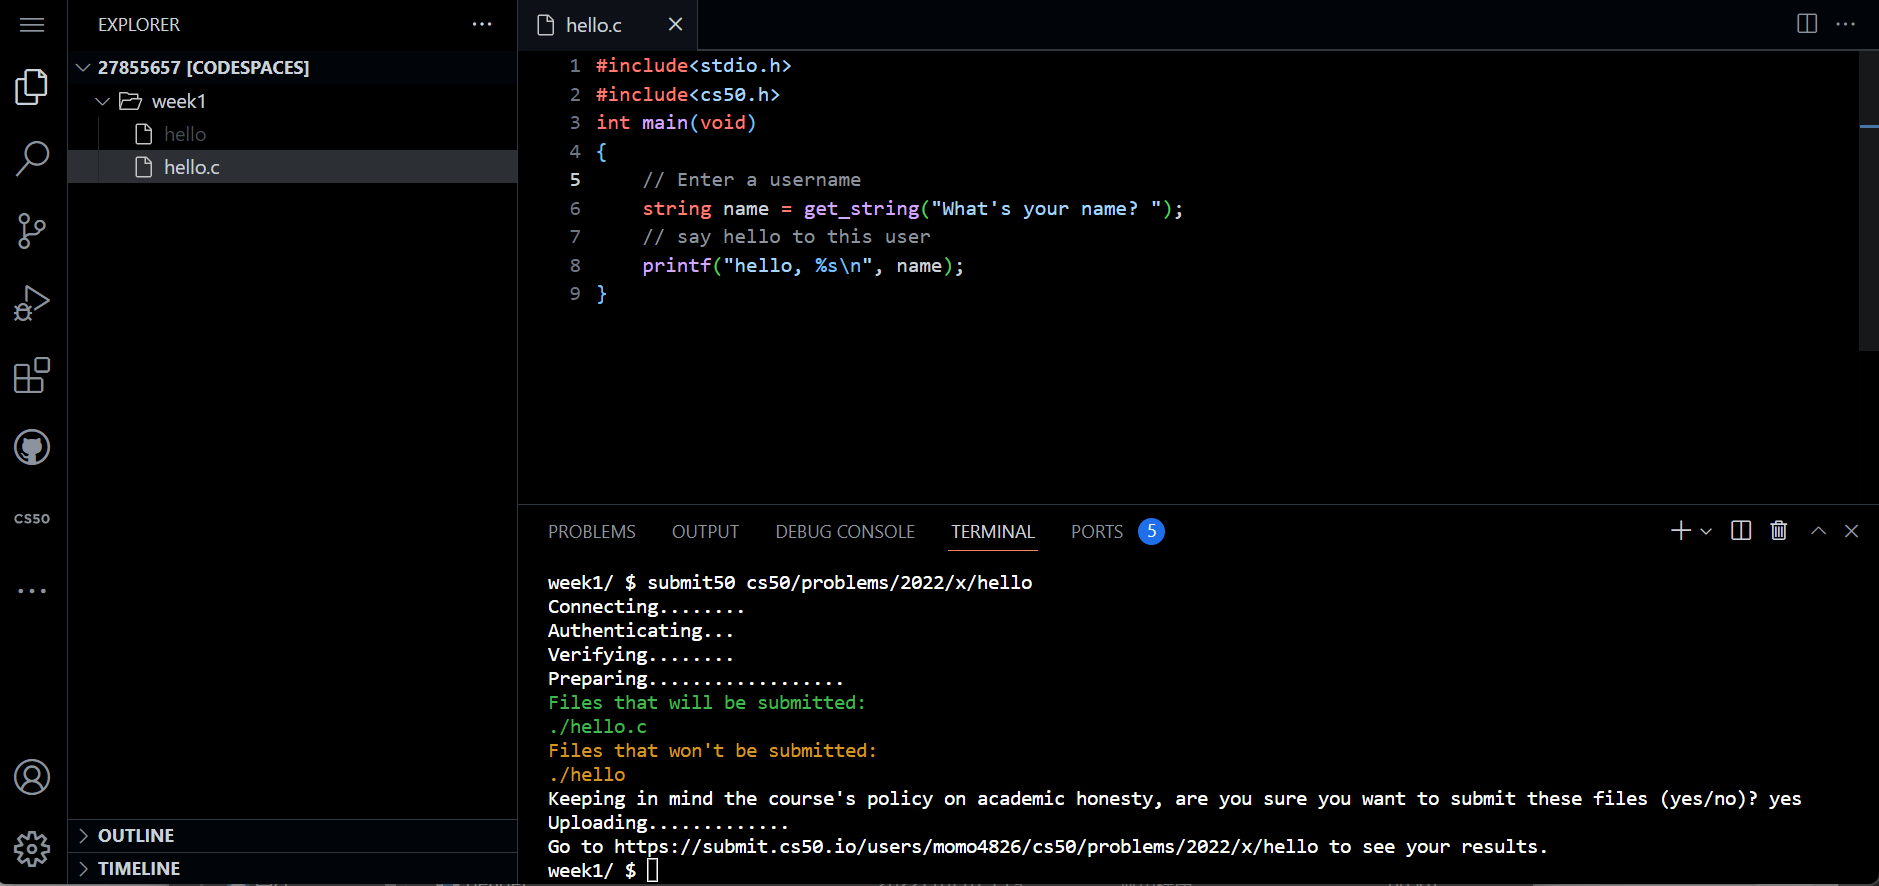 EXPLORER
27855657 [CODESPACES]
week1
hello
hello.c
CS50
OUTLINE
TIMELINE
hello.c
1 #include<stdio.h>
2 #include<cs50.h>
3 int main(void)
4 {
5     // Enter a username
6     string name = get_string("What's your name? ");
7     // say hello to this user
8     printf("hello, %s\n", name);
9 }
PROBLEMS OUTPUT DEBUG CONSOLE TERMINAL PORTS 5
week1/ $ submit50 cs50/problems/2022/x/hello
Connecting........
Authenticating...
Verifying........
Preparing..................
Files that will be submitted:
./hello.c
Files that won't be submitted:
./hello
Keeping in mind the course's policy on academic honesty, are you sure you want to submit these files (yes/no)? yes
Uploading.............
Go to https://submit.cs50.io/users/momo4826/cs50/problems/2022/x/hello to see your results.
week1/ $